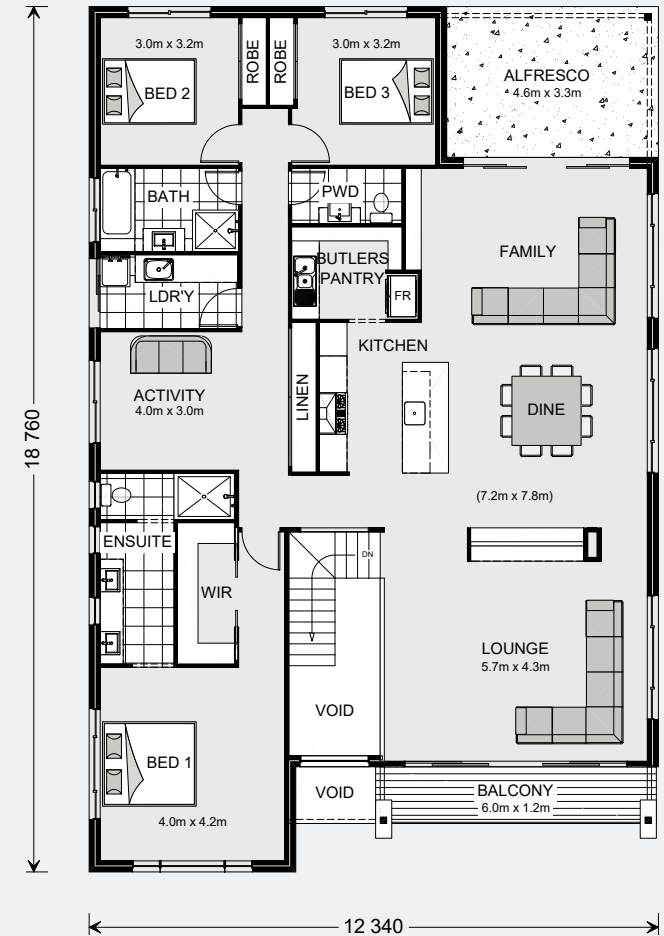 3.0m x 3.2m
ROBE
ROBE
3.0m x 3.2m
BED 2
BED 3
ALFRESCO
4.6m x 3.3m
BATH
PWD
BUTLERS
PANTRY
FAMILY
LDR'Y
FR
KITCHEN
ACTIVITY
4.0m x 3.0m
LINEN
DINE
18 760
(7.2m x 7.8m)
ENSUITE
DN
WIR
LOUNGE
5.7m x 4.3m
VOID
BED 1
VOID
BALCONY
6.0m x 1.2m
4.0m x 4.2m
12 340